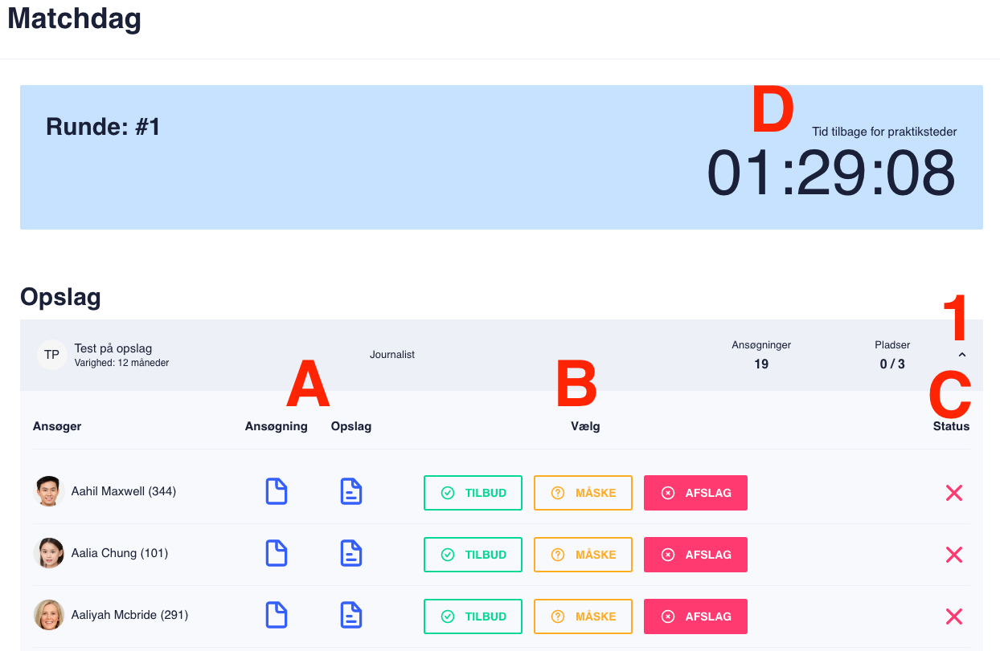 Matchdag
D
Runde: #1
Tid tilbage for praktiksteder
01:29:08
Opslag
1
TP Test på opslag Journalist Ansøgninger Pladser
Varighed: 12 måneder 19 0 / 3
A B C
Ansøger Ansøgning Opslag Vælg Status
Aahil Maxwell (344) TILBUD MÅSKE AFSLAG
Aalia Chung (101) TILBUD MÅSKE AFSLAG
Aaliyah Mcbride (291) TILBUD MÅSKE AFSLAG